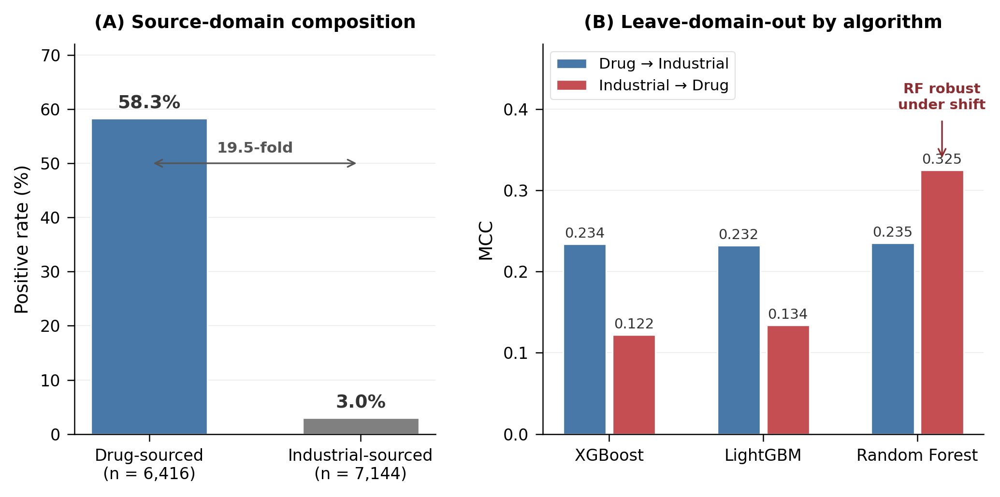 (A) Source-domain composition
Positive rate (%)
70
60
50
40
30
20
10
0
58.3%
19.5-fold
3.0%
Drug-sourced
(n = 6,416)
Industrial-sourced
(n = 7,144)
(B) Leave-domain-out by algorithm
Drug → Industrial
Industrial → Drug
RF robust
under shift
MCC
0.4
0.3
0.2
0.1
0.0
0.234
0.122
0.232
0.134
0.235
0.325
XGBoost
LightGBM
Random Forest